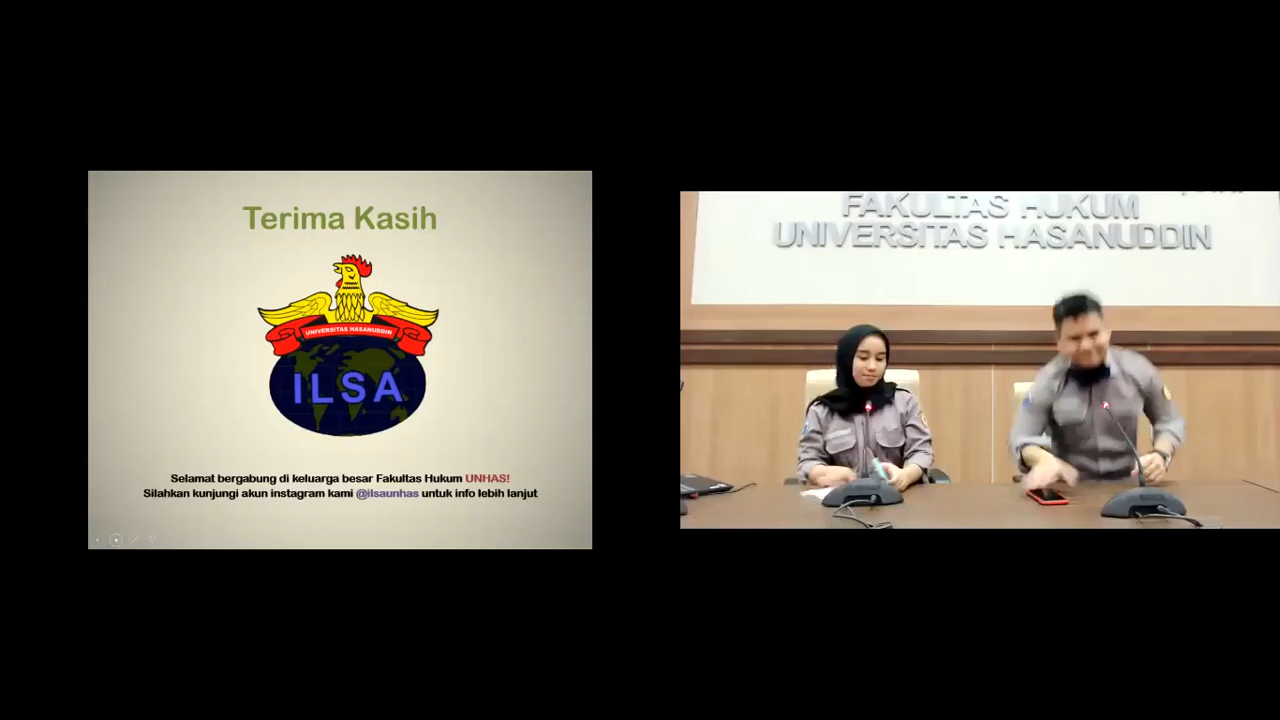 Terima Kasih
UNIVERSITAS HASANUDDIN
ILSA
Selamat bergabung di keluarga besar Fakultas Hukum UNHAS!
Silahkan kunjungi akun instagram kami @ilsaunhas untuk info lebih lanjut
FAKULTAS HUKUM
UNIVERSITAS HASANUDDIN